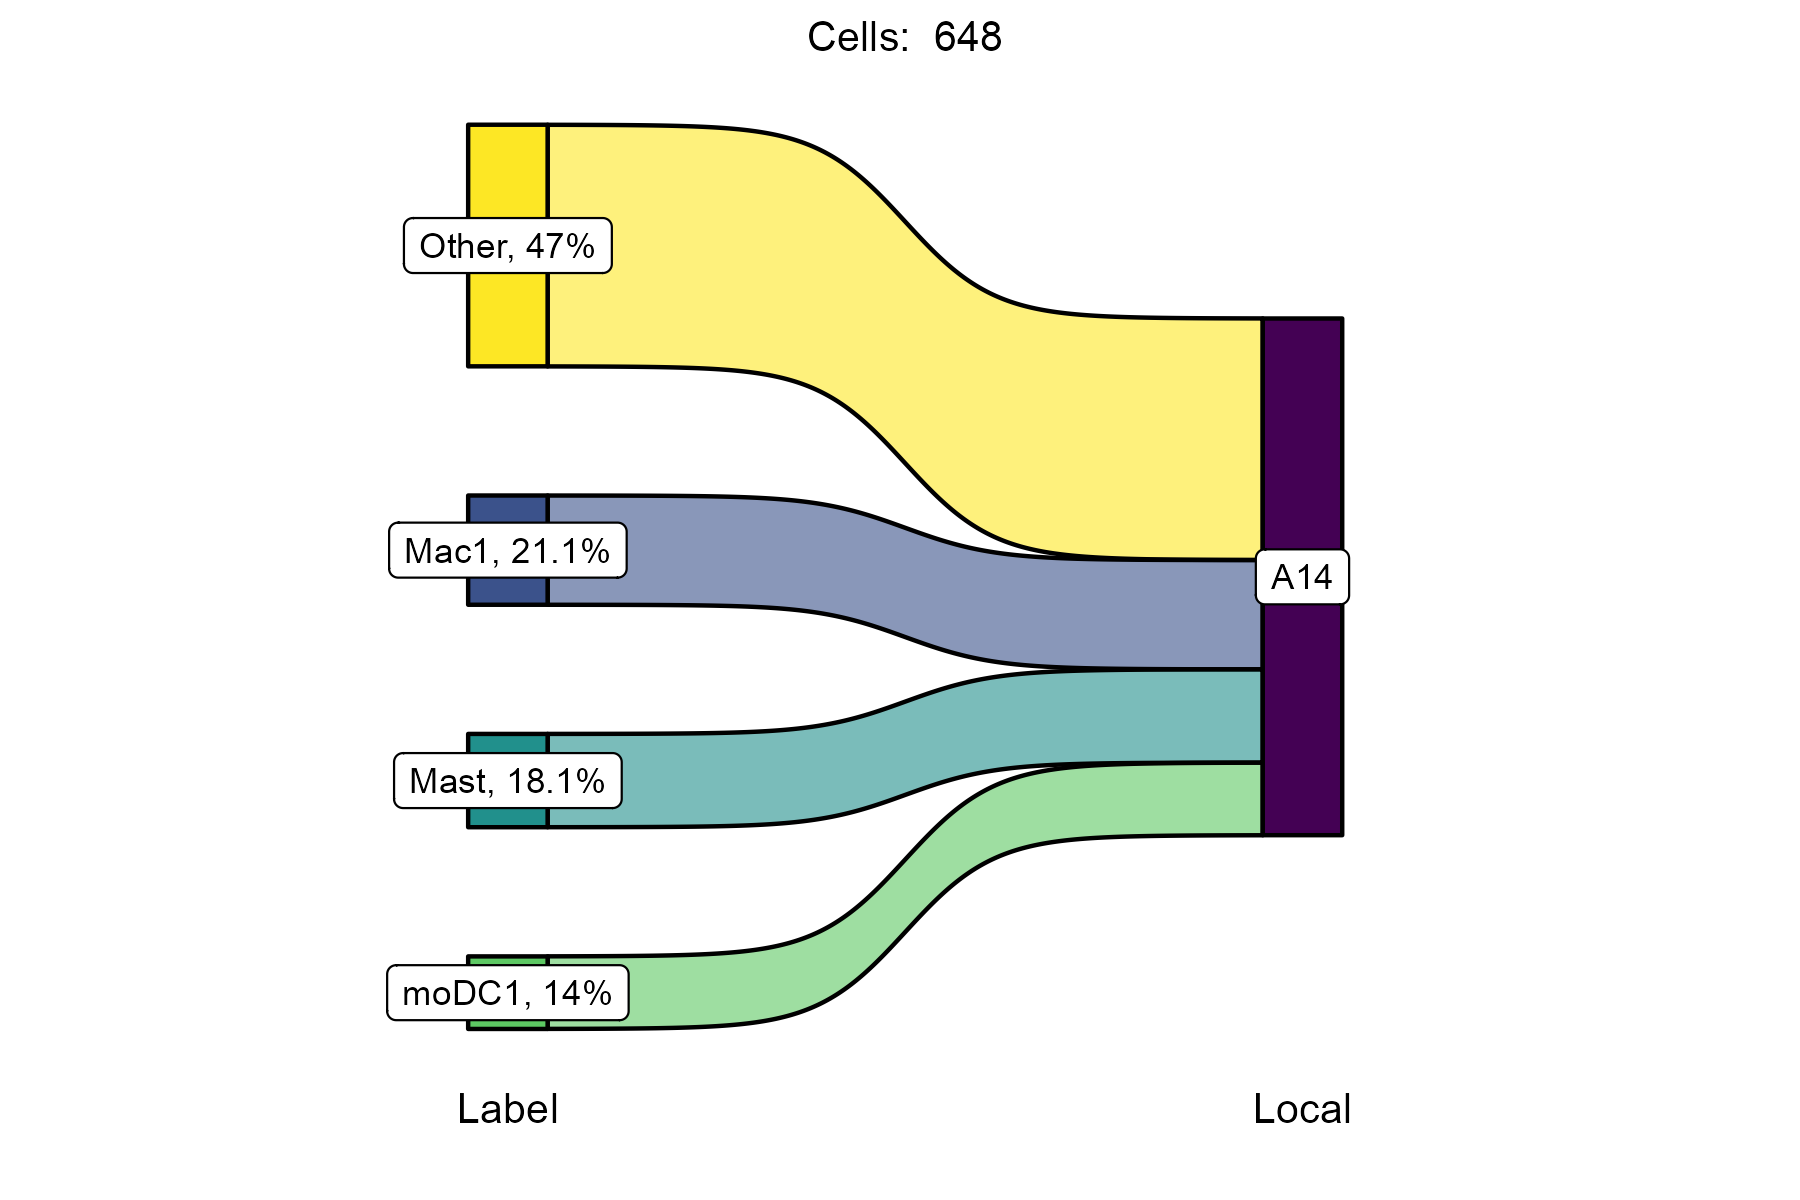 Cells:  648
Other, 47%
Mac1, 21.1%
A14
Mast, 18.1%
moDC1, 14%
Label
Local